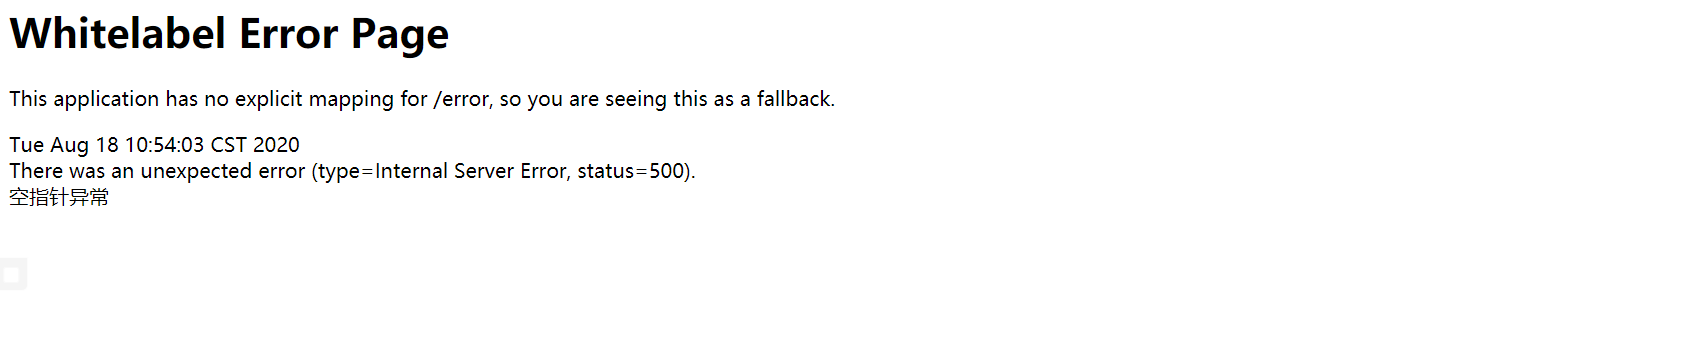 Whitelabel Error Page
This application has no explicit mapping for /error, so you are seeing this as a fallback.
Tue Aug 18 10:54:03 CST 2020
There was an unexpected error (type=Internal Server Error, status=500).
空指针异常